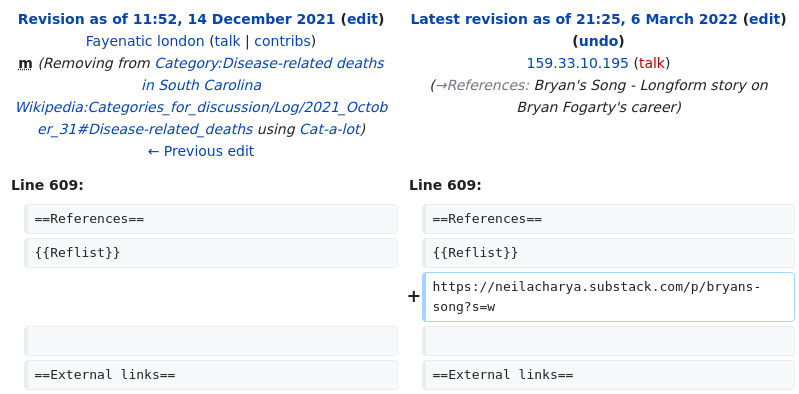 Revision as of 11:52, 14 December 2021 (edit)
Fayenatic london (talk | contribs)
m (Removing from Category:Disease-related deaths
in South Carolina
Wikipedia:Categories_for_discussion/Log/2021_Octob
er_31#Disease-related_deaths using Cat-a-lot)
← Previous edit
Latest revision as of 21:25, 6 March 2022 (edit)
(undo)
159.33.10.195 (talk)
(→References: Bryan's Song - Longform story on
Bryan Fogarty's career)
Line 609:
Line 609:
==References==
==References==
{{Reflist}}
{{Reflist}}
+
https://neilacharya.substack.com/p/bryans-
song?s=w
==External links==
==External links==